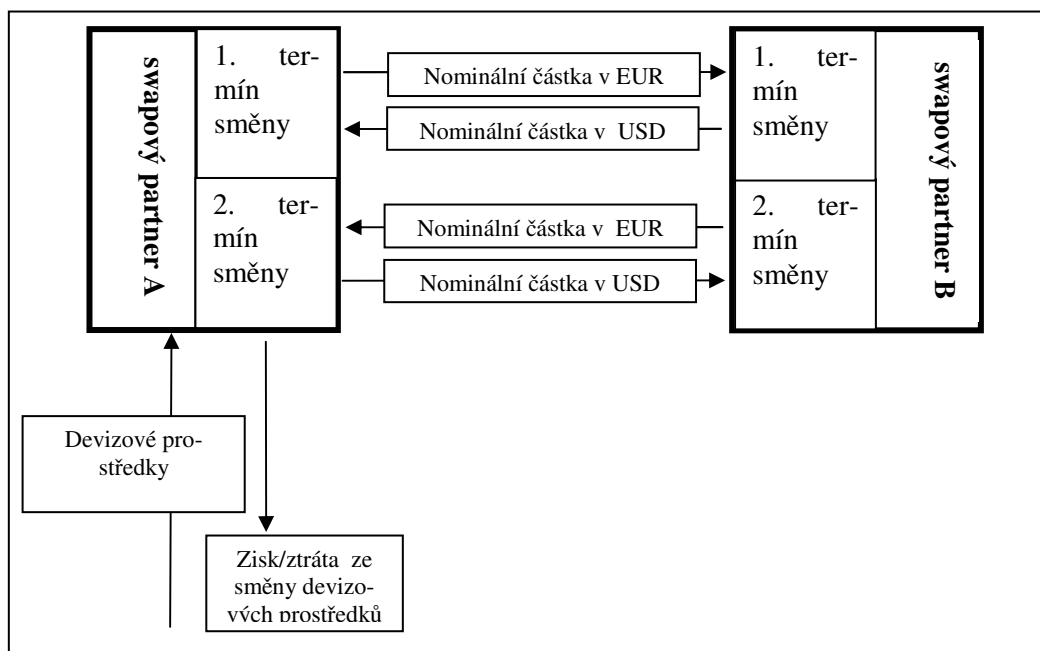 swapový partner A
1. ter-
mín
směny
Nominální částka v EUR
Nominální částka v  USD
1. ter-
mín
směny
swapový partner B
2. ter-
mín
směny
Nominální částka v  EUR
Nominální částka v USD
2. ter-
mín
směny
Devizové pro-
středky
Zisk/ztráta  ze
směny devizo-
vých prostředků